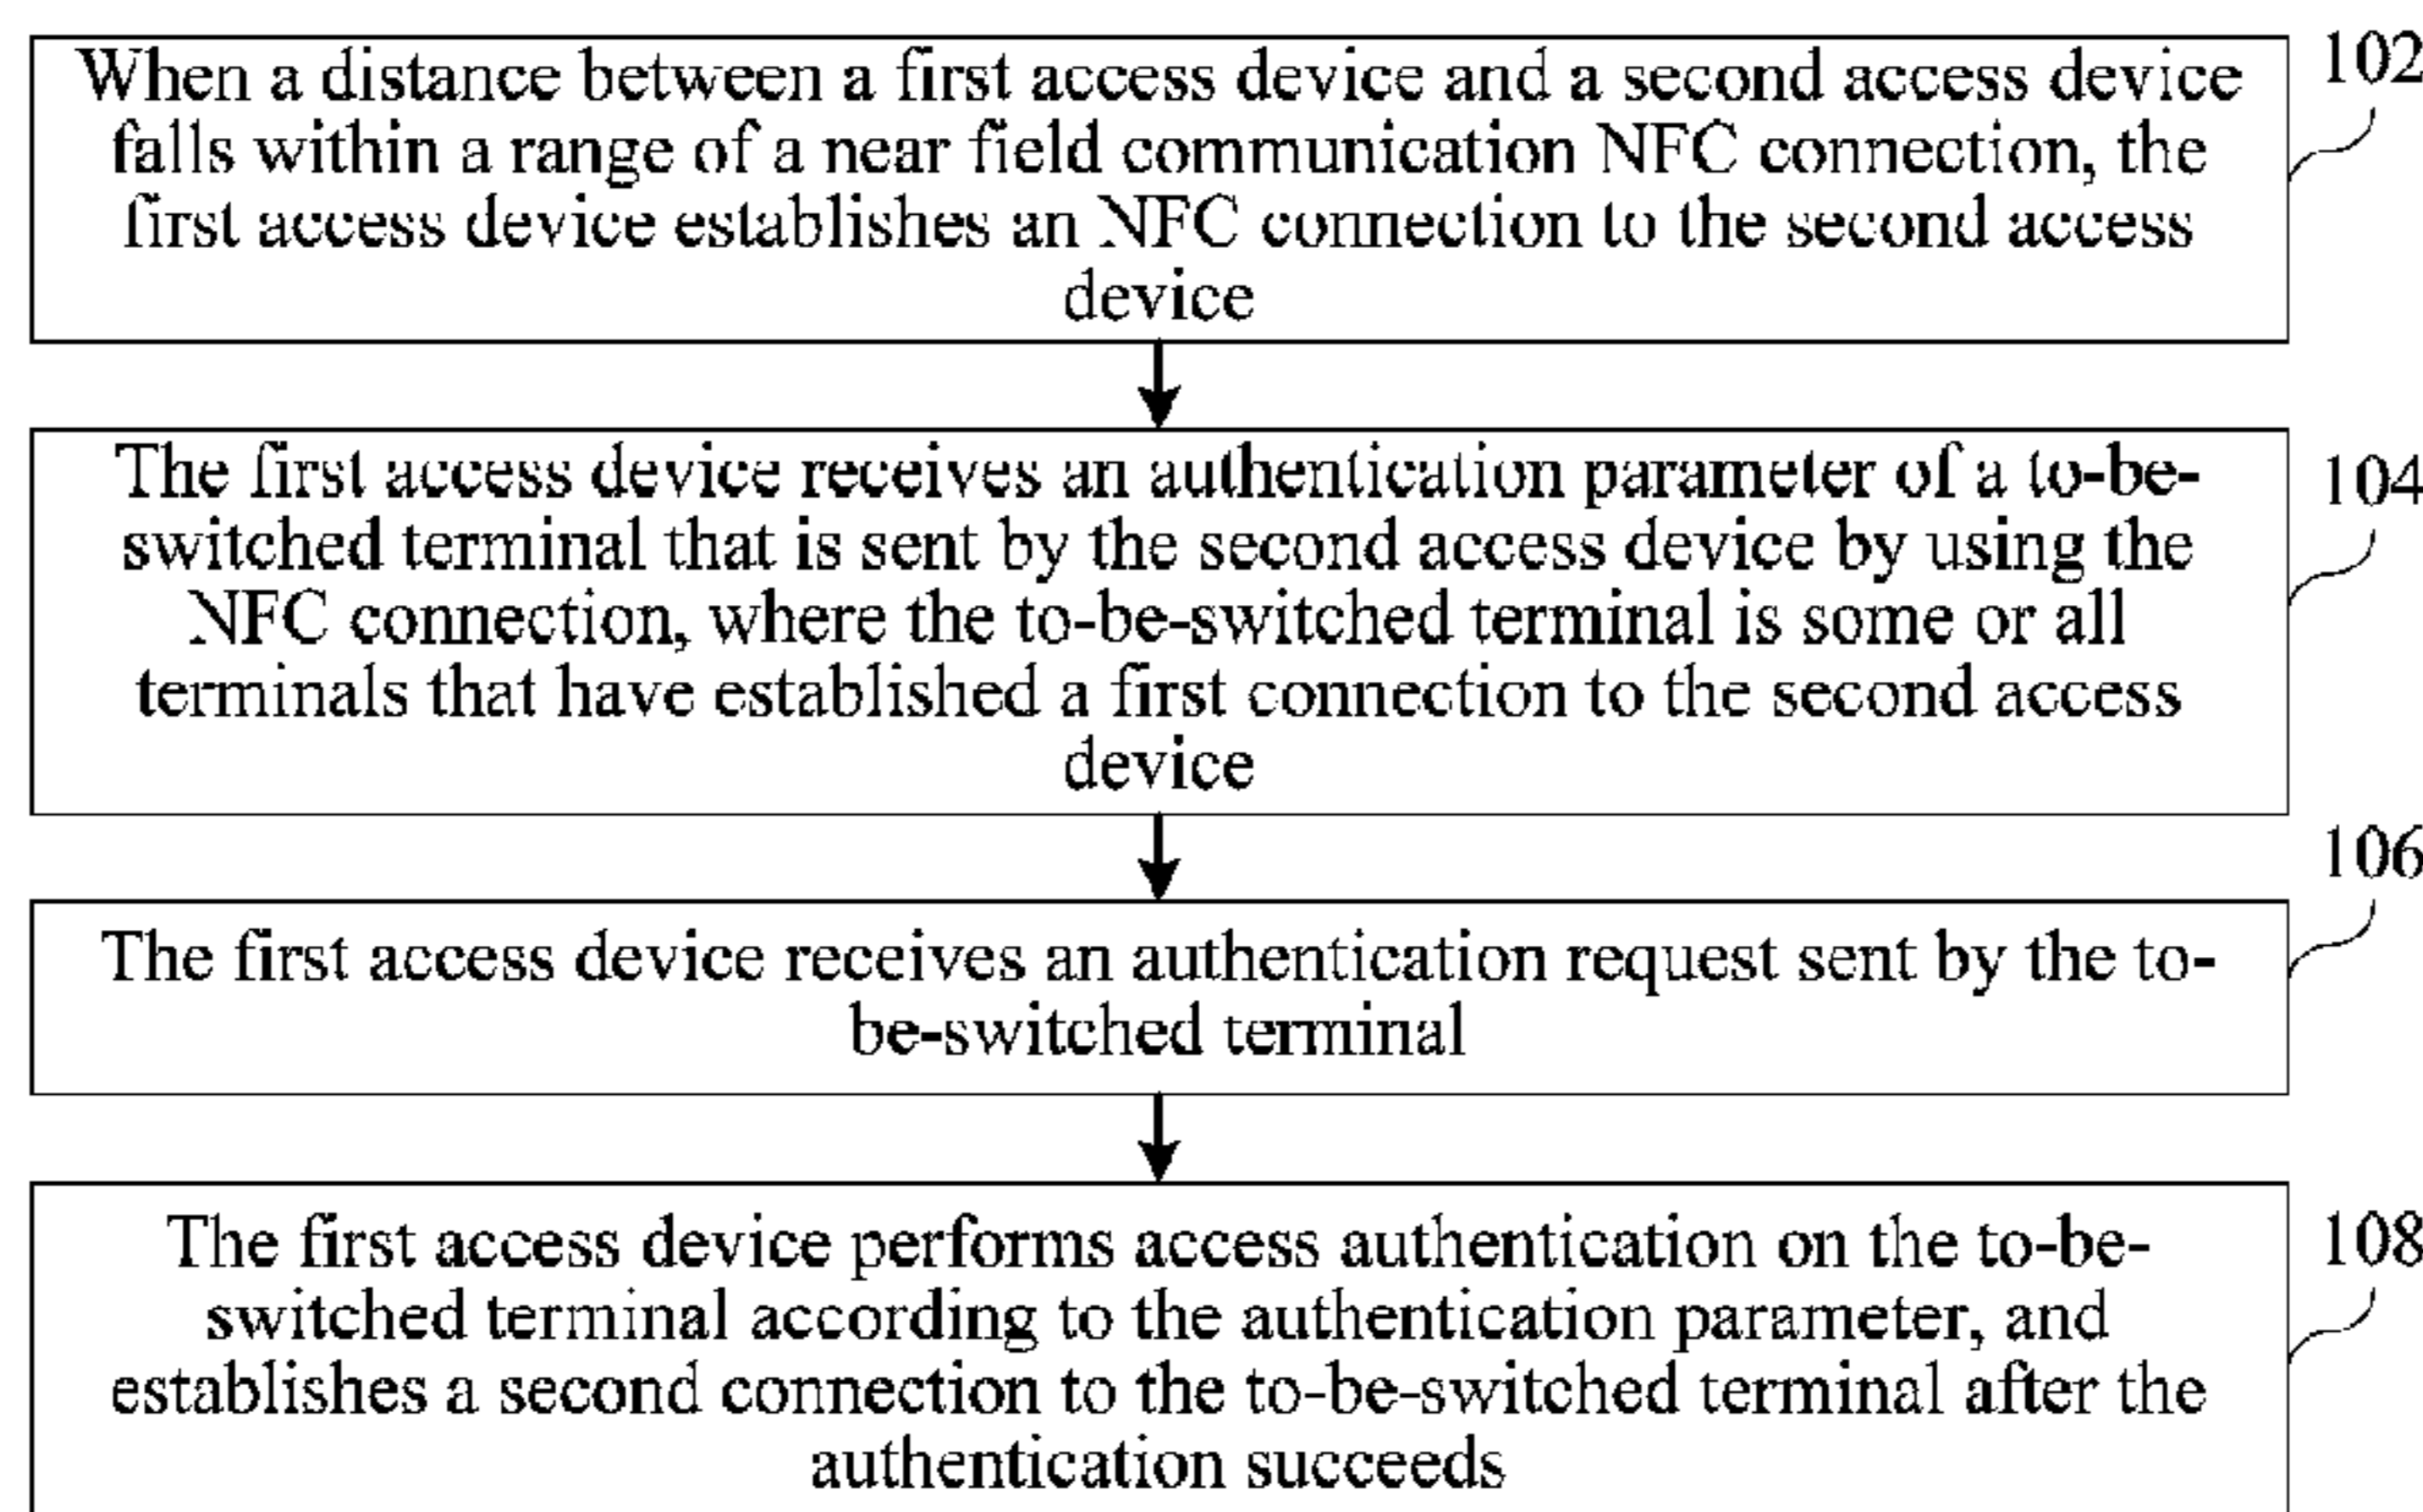 When a distance between a first access device and a second access device
falls within a range of a near field communication NFC connection, the
first access device establishes an NFC connection to the second access
device
102
The first access device receives an authentication parameter of a to-be-
switched terminal that is sent by the second access device by using the
NFC connection, where the to-be-switched terminal is some or all
terminals that have established a first connection to the second access
device
104
The first access device receives an authentication request sent by the to-
be-switched terminal
106
The first access device performs access authentication on the to-be-
switched terminal according to the authentication parameter, and
establishes a second connection to the to-be-switched terminal after the
authentication succeeds
108